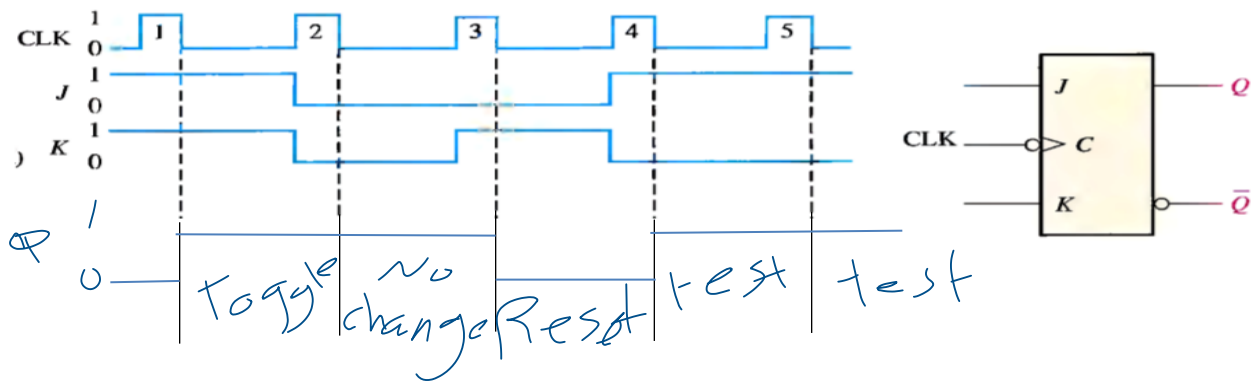 CLK 1 0 1 2 3 4 5
J 1 0
) K 1 0
J Q
CLK C
K Q̅
φ 1 0
Toggle No change Reset test test